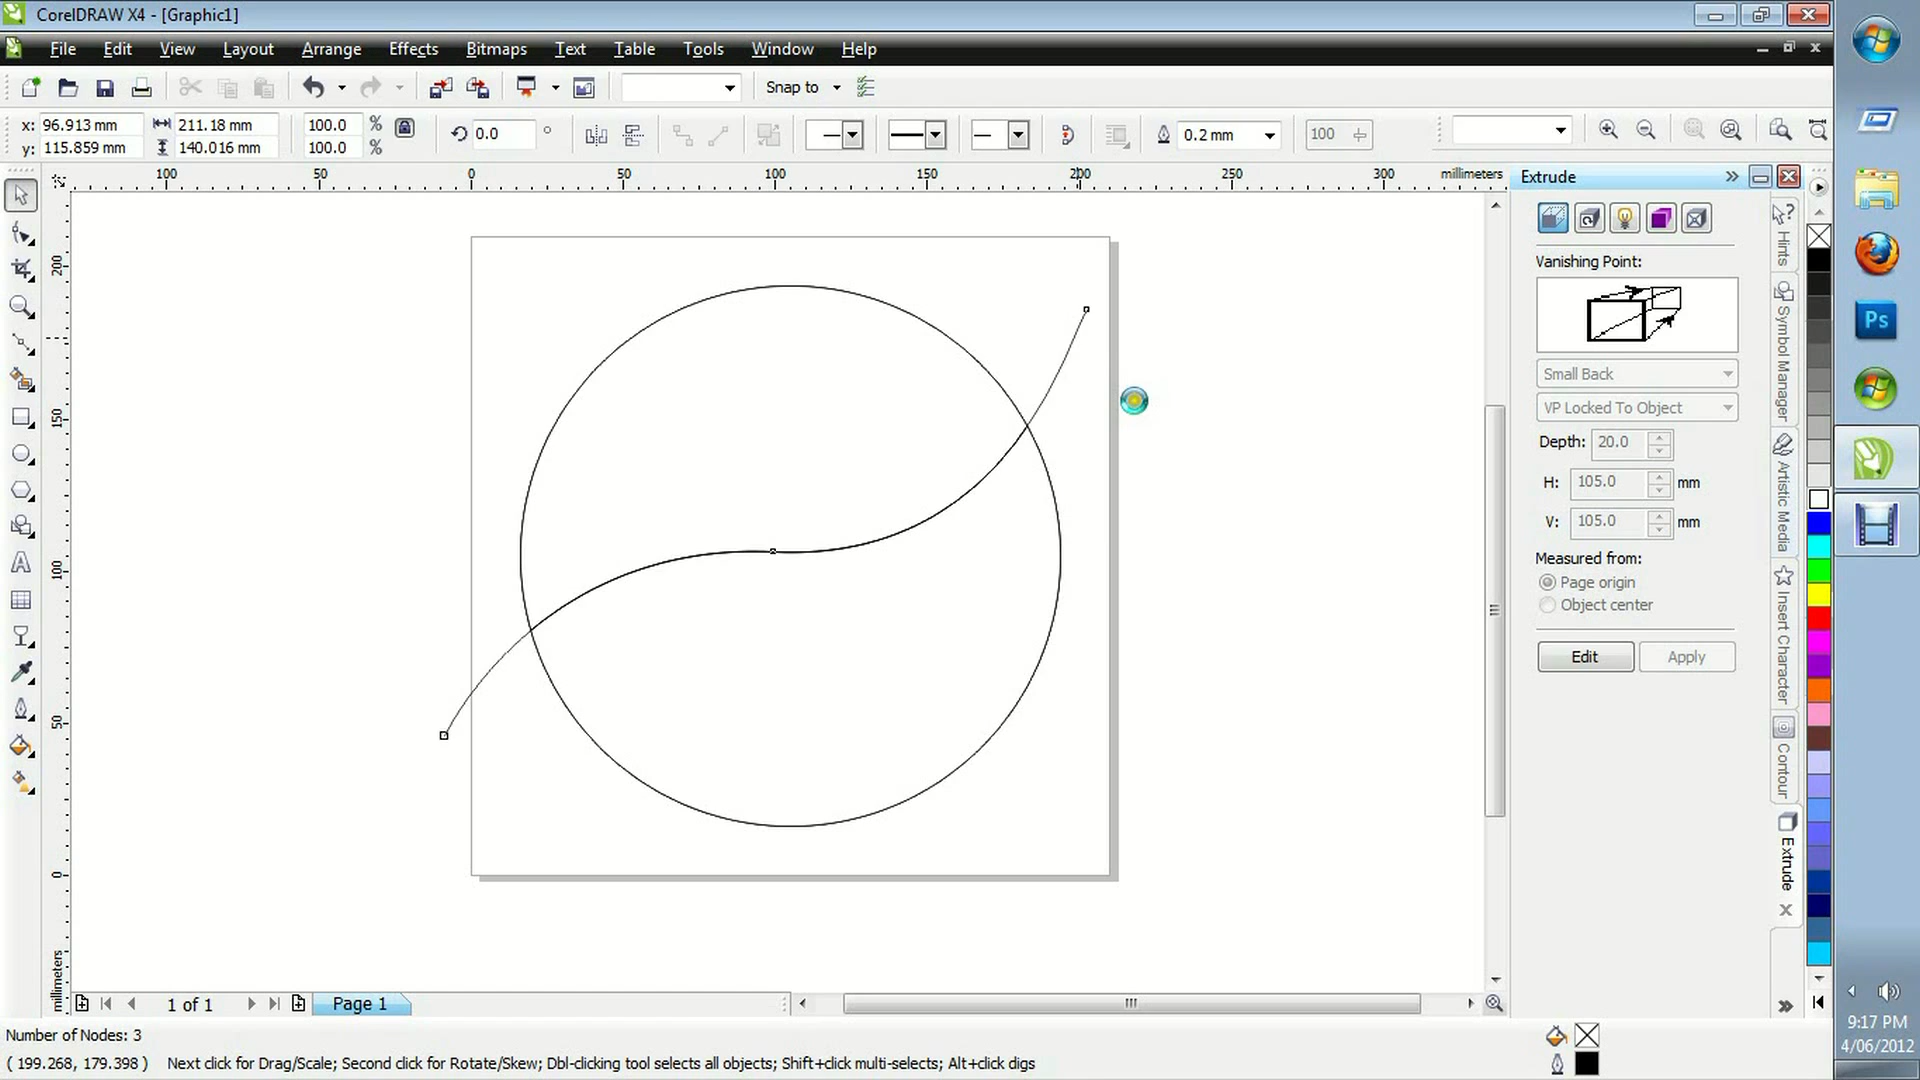 CorelDRAW X4 - [Graphic1]
File Edit View Layout Arrange Effects Bitmaps Text Table Tools Window Help
Snap to
x: 96.913 mm 211.18 mm 100.0 %
y: 115.859 mm 140.016 mm 100.0 %
0.0 °
0.2 mm
100
100 50 0 50 100 150 200 250 300 millimeters
200
150
100
50
0
millimeters
Extrude
Vanishing Point:
Small Back
VP Locked To Object
Depth: 20.0
H: 105.0 mm
V: 105.0 mm
Measured from:
Page origin
Object center
Edit Apply
Hints
Symbol Manager
Artistic Media
Insert Character
Contour
Extrude
Ps
1 of 1
Page 1
Number of Nodes: 3
( 199.268, 179.398 ) Next click for Drag/Scale; Second click for Rotate/Skew; Dbl-clicking tool selects all objects; Shift+click multi-selects; Alt+click digs
9:17 PM
4/06/2012